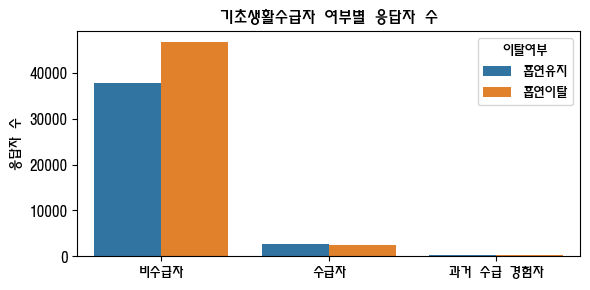 기초생활수급자 여부별 응답자 수
이탈여부
흡연유지
흡연이탈
응답자 수
40000
30000
20000
10000
0
비수급자
수급자
과거 수급 경험자